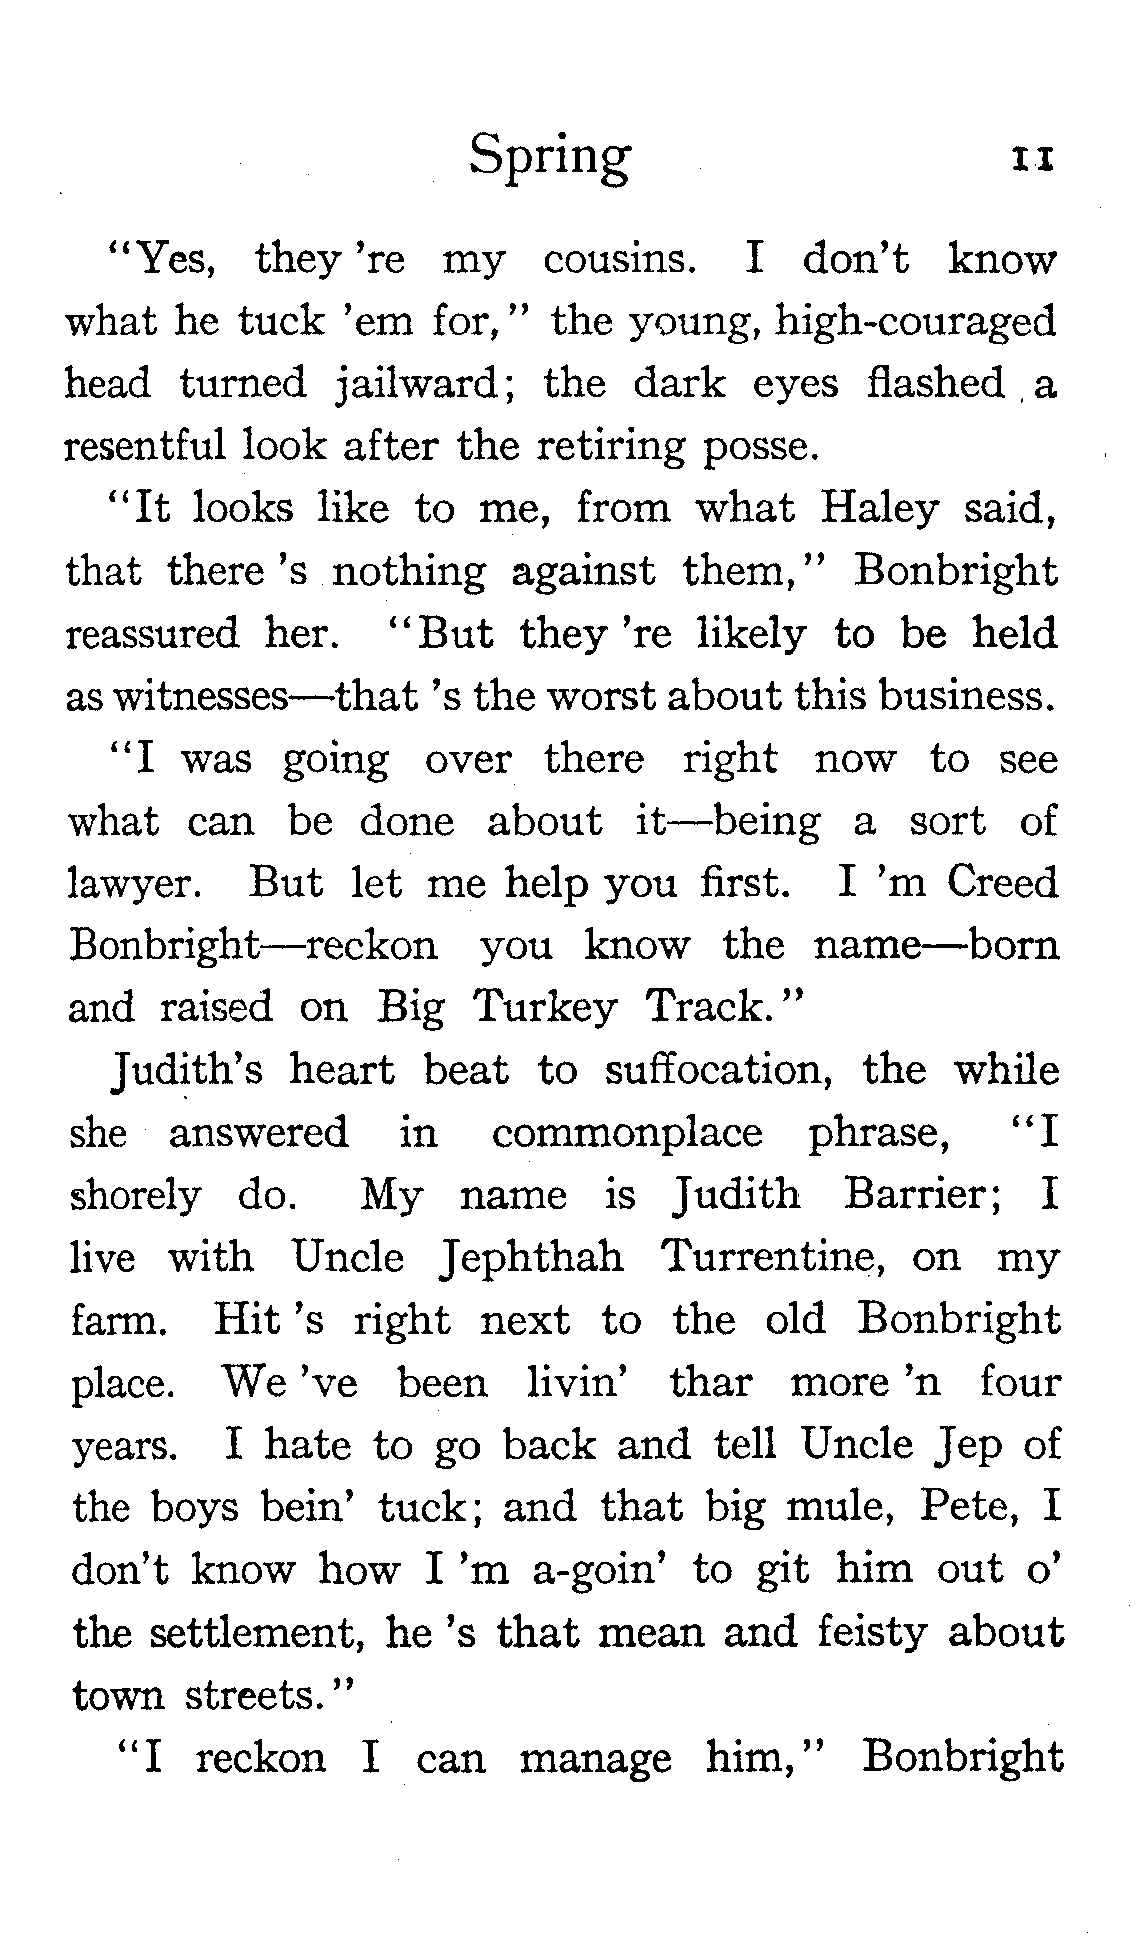 Spring 11
"Yes, they 're my cousins. I don't know
what he tuck 'em for," the young, high-couraged
head turned jailward; the dark eyes flashed a
resentful look after the retiring posse.
"It looks like to me, from what Haley said,
that there 's nothing against them," Bonbright
reassured her. "But they 're likely to be held
as witnesses—that 's the worst about this business.
"I was going over there right now to see
what can be done about it—being a sort of
lawyer. But let me help you first. I 'm Creed
Bonbright—reckon you know the name—born
and raised on Big Turkey Track."
Judith's heart beat to suffocation, the while
she answered in commonplace phrase, "I
shorely do. My name is Judith Barrier; I
live with Uncle Jephthah Turrentine, on my
farm. Hit 's right next to the old Bonbright
place. We 've been livin' thar more 'n four
years. I hate to go back and tell Uncle Jep of
the boys bein' tuck; and that big mule, Pete, I
don't know how I 'm a-goin' to git him out o'
the settlement, he 's that mean and feisty about
town streets."
"I reckon I can manage him," Bonbright